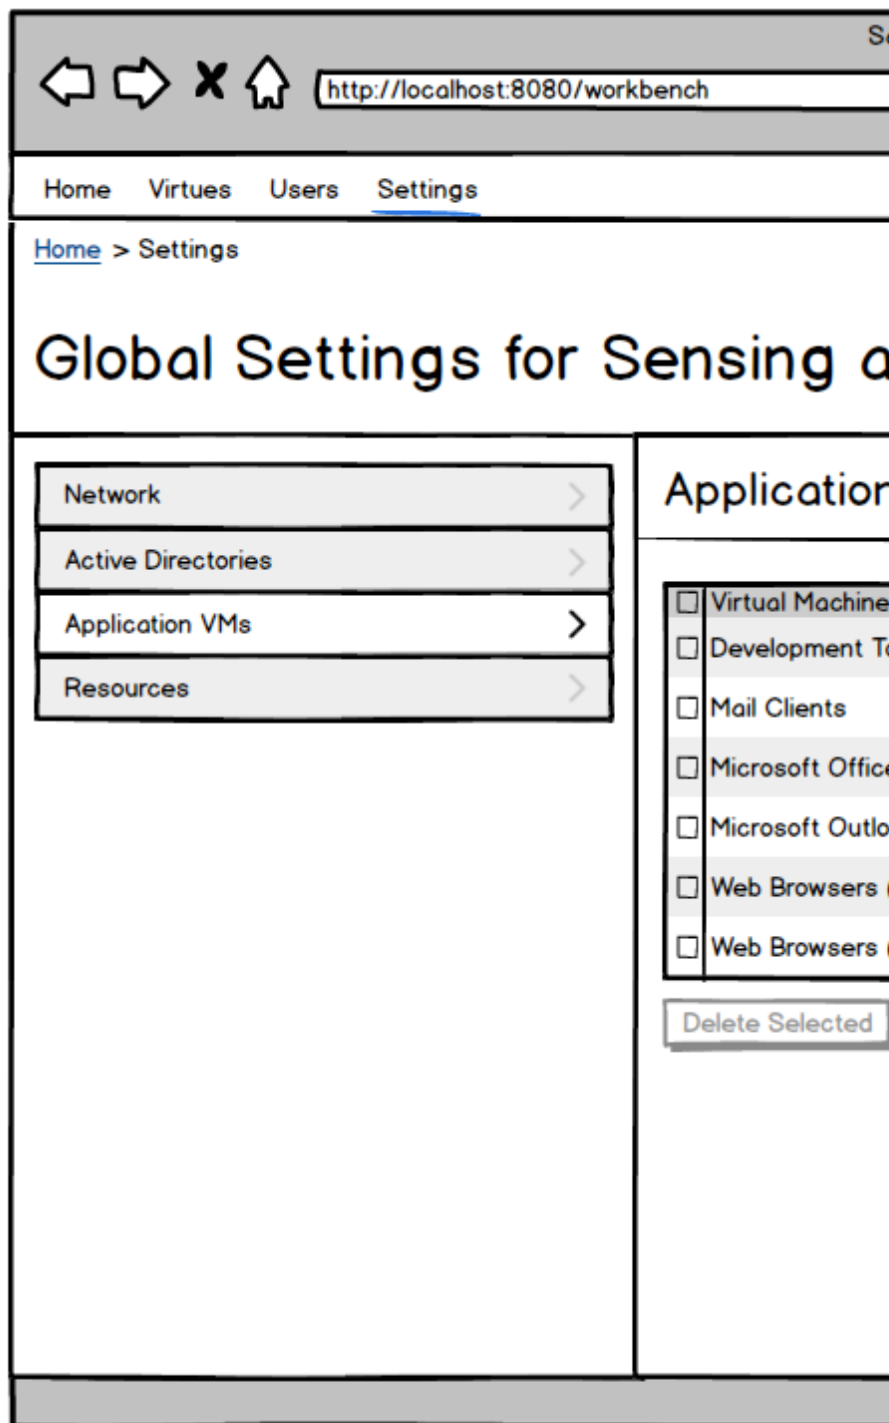 http://localhost:8080/workbench
Home Virtues Users Settings
Home > Settings
Global Settings for Sensing
Network
Active Directories
Application VMs
Resources
Application
Virtual Machine
Development
Mail Clients
Microsoft Office
Microsoft
Web Browsers
Web Browsers
Delete Selected